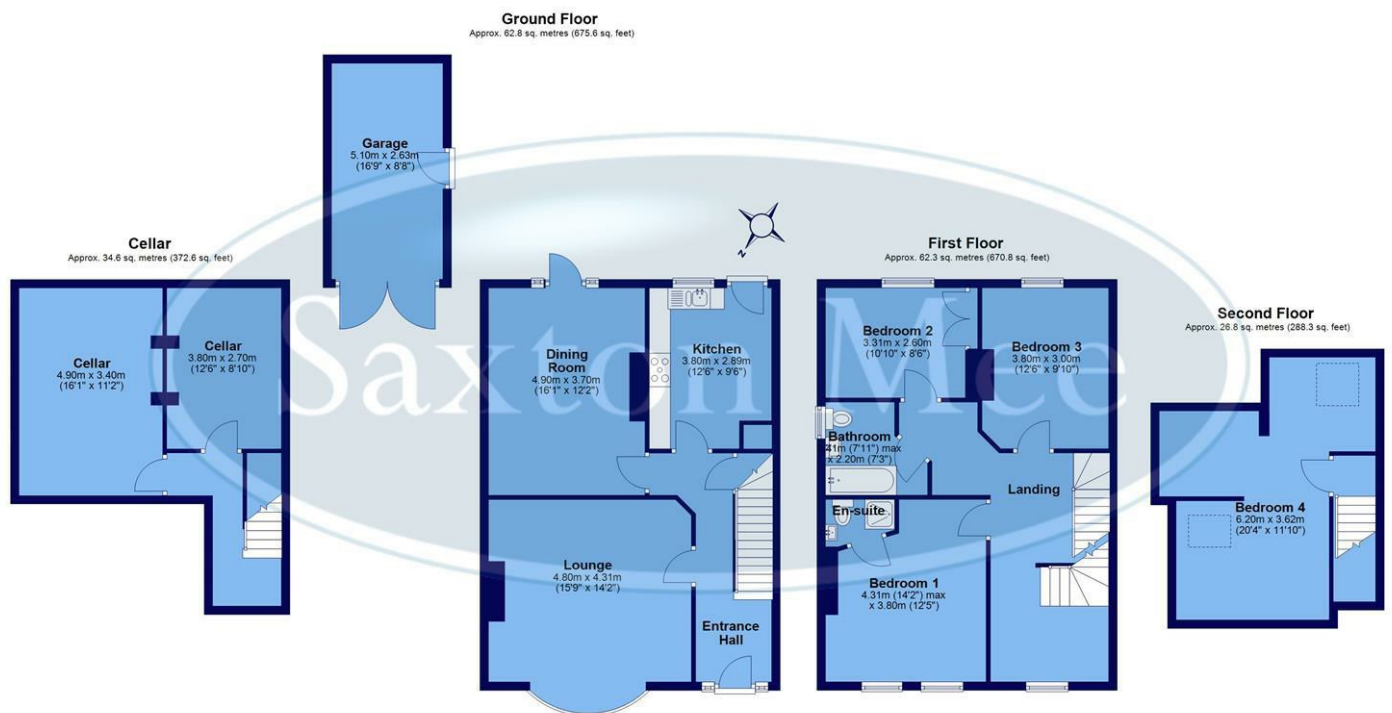 Ground Floor
Approx. 62.8 sq. metres (675.6 sq. feet)
Garage
5.10m x 2.63m
(16'9" x 8'8")
Cellar
Approx. 34.6 sq. metres (372.6 sq. feet)
Cellar
4.90m x 3.40m
(16'1" x 11'2")
Cellar
3.80m x 2.70m
(12'6" x 8'10")
Dining
Room
4.90m x 3.70m
(16'1" x 12'2")
Kitchen
3.80m x 2.89m
(12'6" x 9'6")
Lounge
4.80m x 4.31m
(15'9" x 14'2")
Entrance
Hall
N
First Floor
Approx. 62.3 sq. metres (670.8 sq. feet)
Bedroom 2
3.31m x 2.60m
(10'10" x 8'6")
Bedroom 3
3.80m x 3.00m
(12'6" x 9'10")
Bathroom
41m (7'11") max
x 2.20m (7'3")
Landing
En-suite
Bedroom 1
4.31m (14'2") max
x 3.80m (12'5")
Second Floor
Approx. 26.8 sq. metres (288.3 sq. feet)
Bedroom 4
6.20m x 3.62m
(20'4" x 11'10")
Saxton Mee